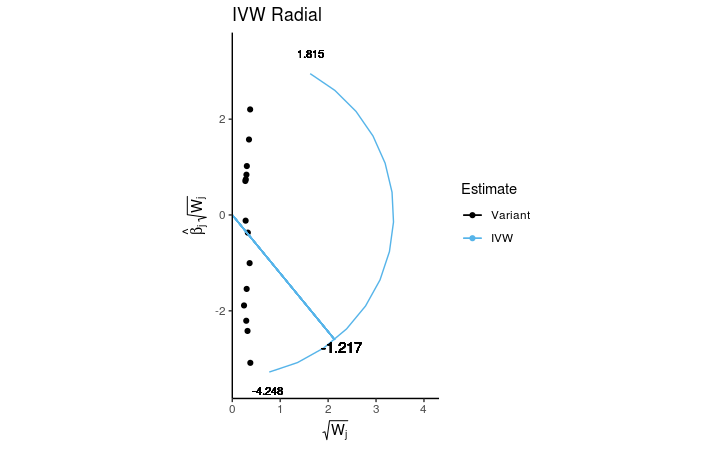 IVW Radial
1.815
2
0
-2
β̂j√Wj
-1.217
-4.248
0 1 2 3 4
√Wj
Estimate
Variant
IVW